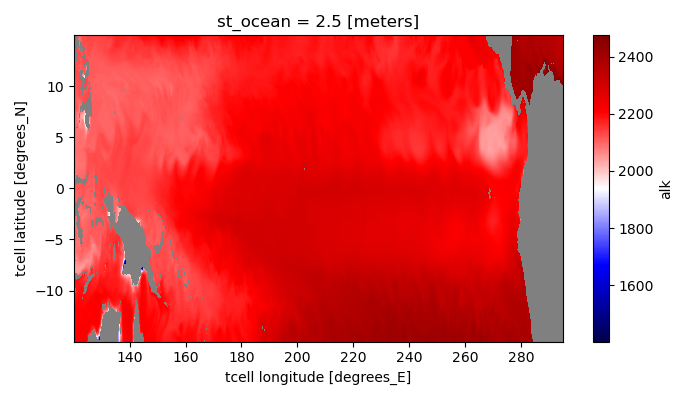 st_ocean = 2.5 [meters]
10
5
0
−5
−10
tcell latitude [degrees_N]
140 160 180 200 220 240 260 280
tcell longitude [degrees_E]
2400
2200
2000
1800
1600
alk